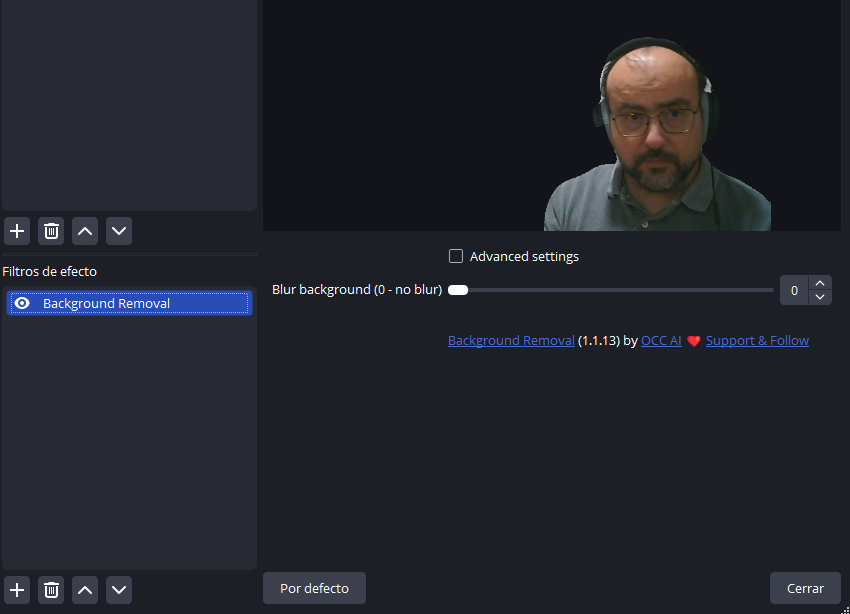 Advanced settings
Filtros de efecto
Background Removal
Blur background (0 - no blur)
0
Background Removal (1.1.13) by OCC AI ❤️ Support & Follow
Por defecto
Cerrar